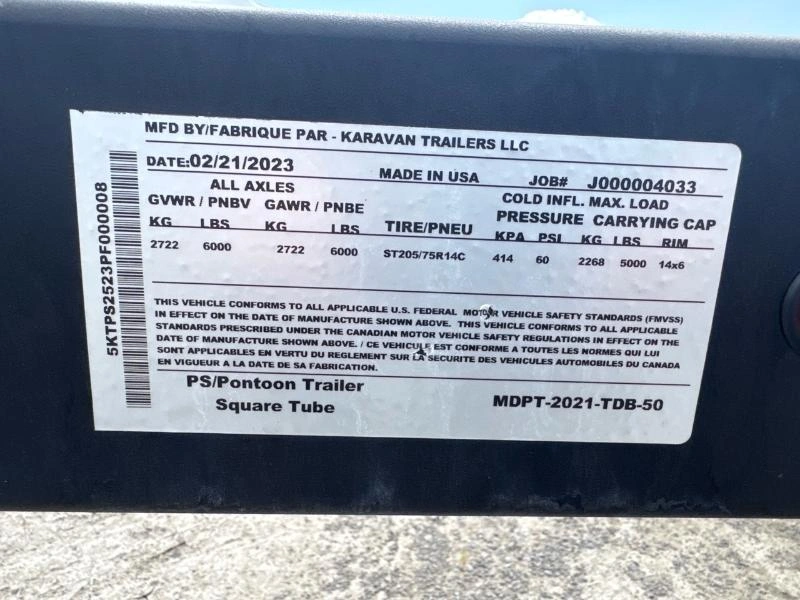 MFD BY/FABRIQUE PAR - KARAVAN TRAILERS LLC
DATE:02/21/2023 MADE IN USA JOB# J000004033
ALL AXLES COLD INFL. MAX. LOAD
GVWR / PNBV GAWR / PNBE TIRE/PNEU PRESSURE CARRYING CAP
KG LBS KG LBS KPA PSI KG LBS RIM
2722 6000 2722 6000 ST205/75R14C 414 60 2268 5000 14x6
THIS VEHICLE CONFORMS TO ALL APPLICABLE U.S. FEDERAL MOTOR VEHICLE SAFETY STANDARDS (FMVSS)
IN EFFECT ON THE DATE OF MANUFACTURE SHOWN ABOVE. THIS VEHICLE CONFORMS TO ALL APPLICABLE
STANDARDS PRESCRIBED UNDER THE CANADIAN MOTOR VEHICLE SAFETY REGULATIONS IN EFFECT ON THE
DATE OF MANUFACTURE SHOWN ABOVE. / CE VEHICULE EST CONFORME A TOUTES LES NORMES QUI LUI
SONT APPLICABLES EN VERTU DU REGLEMENT SUR LA SECURITE DES VEHICULES AUTOMOBILES DU CANADA
EN VIGUEUR A LA DATE DE SA FABRICATION.
PS/Pontoon Trailer
Square Tube MDPT-2021-TDB-50
5KTPS2523PF000008